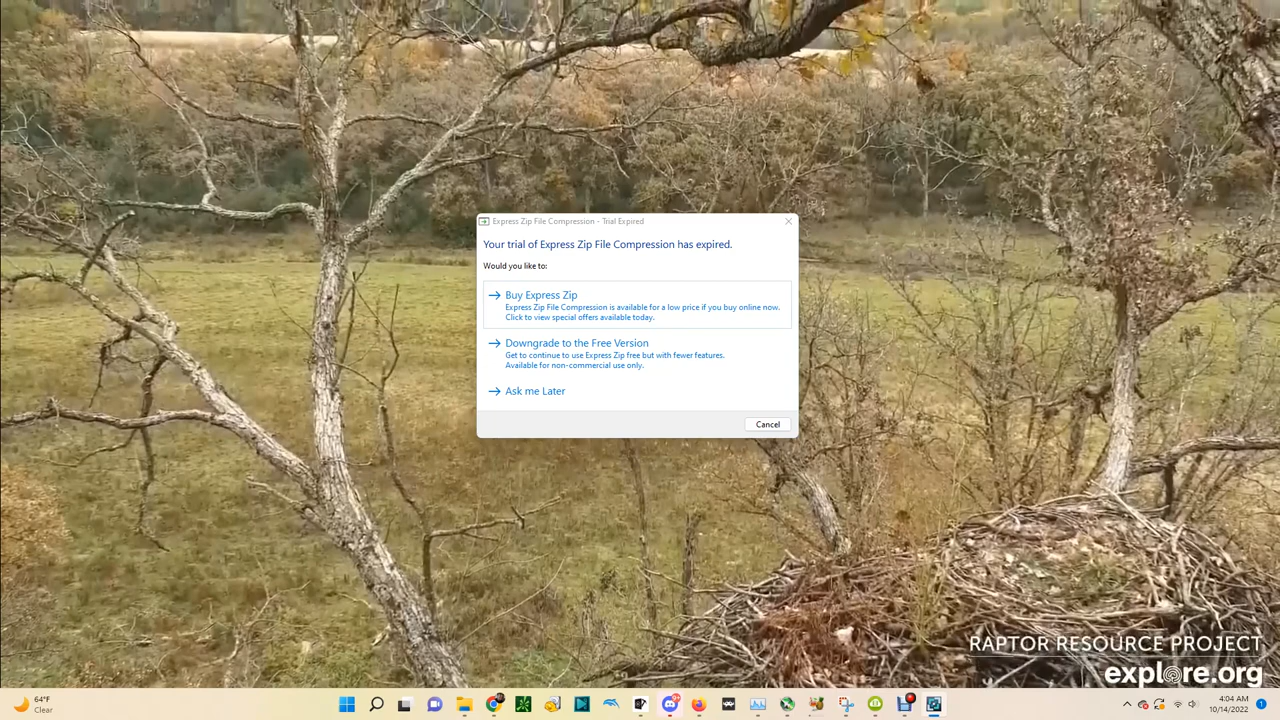 Express Zip File Compression - Trial Expired
Your trial of Express Zip File Compression has expired.
Would you like to:
Buy Express Zip
Express Zip File Compression is available for a low price if you buy online now.
Click to view special offers available today.
Downgrade to the Free Version
Get to continue to use Express Zip free but with fewer features.
Available for non-commercial use only.
Ask me Later
Cancel
RAPTOR RESOURCE PROJECT
explore.org
64°F
Clear
4:04 AM
10/14/2022
1